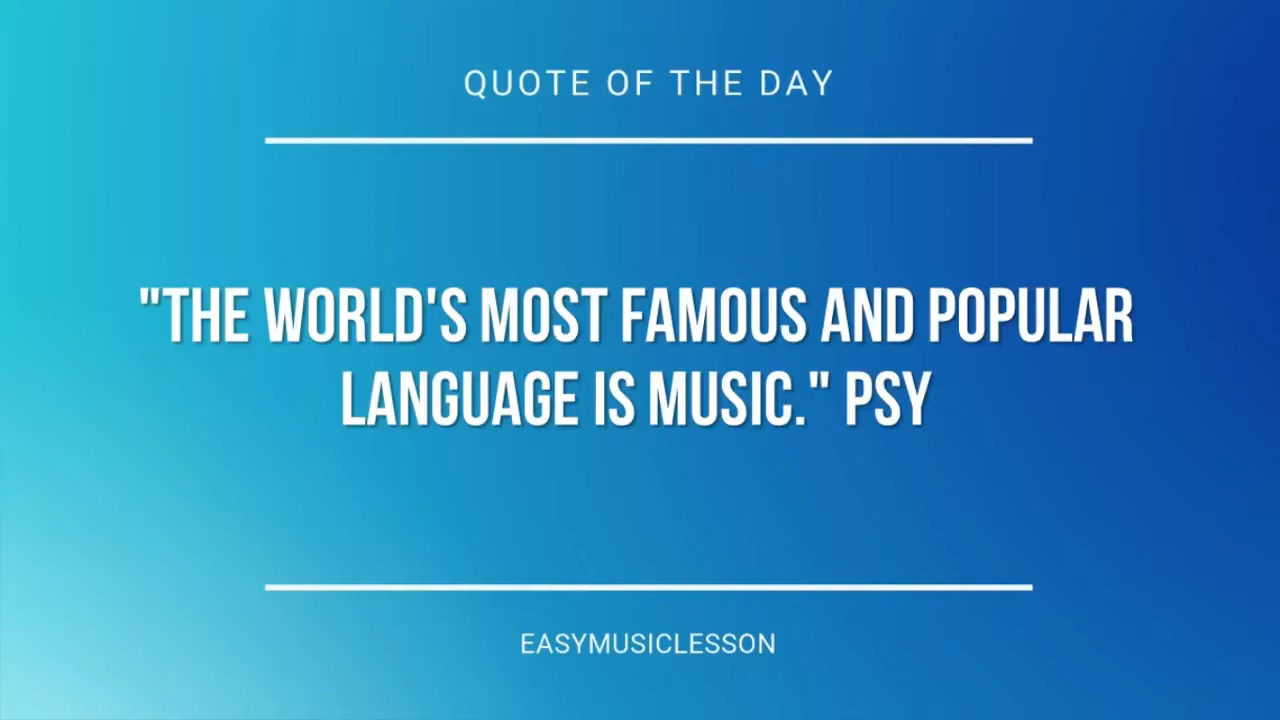 QUOTE OF THE DAY
"THE WORLD'S MOST FAMOUS AND POPULAR
LANGUAGE IS MUSIC." PSY
EASYMUSICLESSON